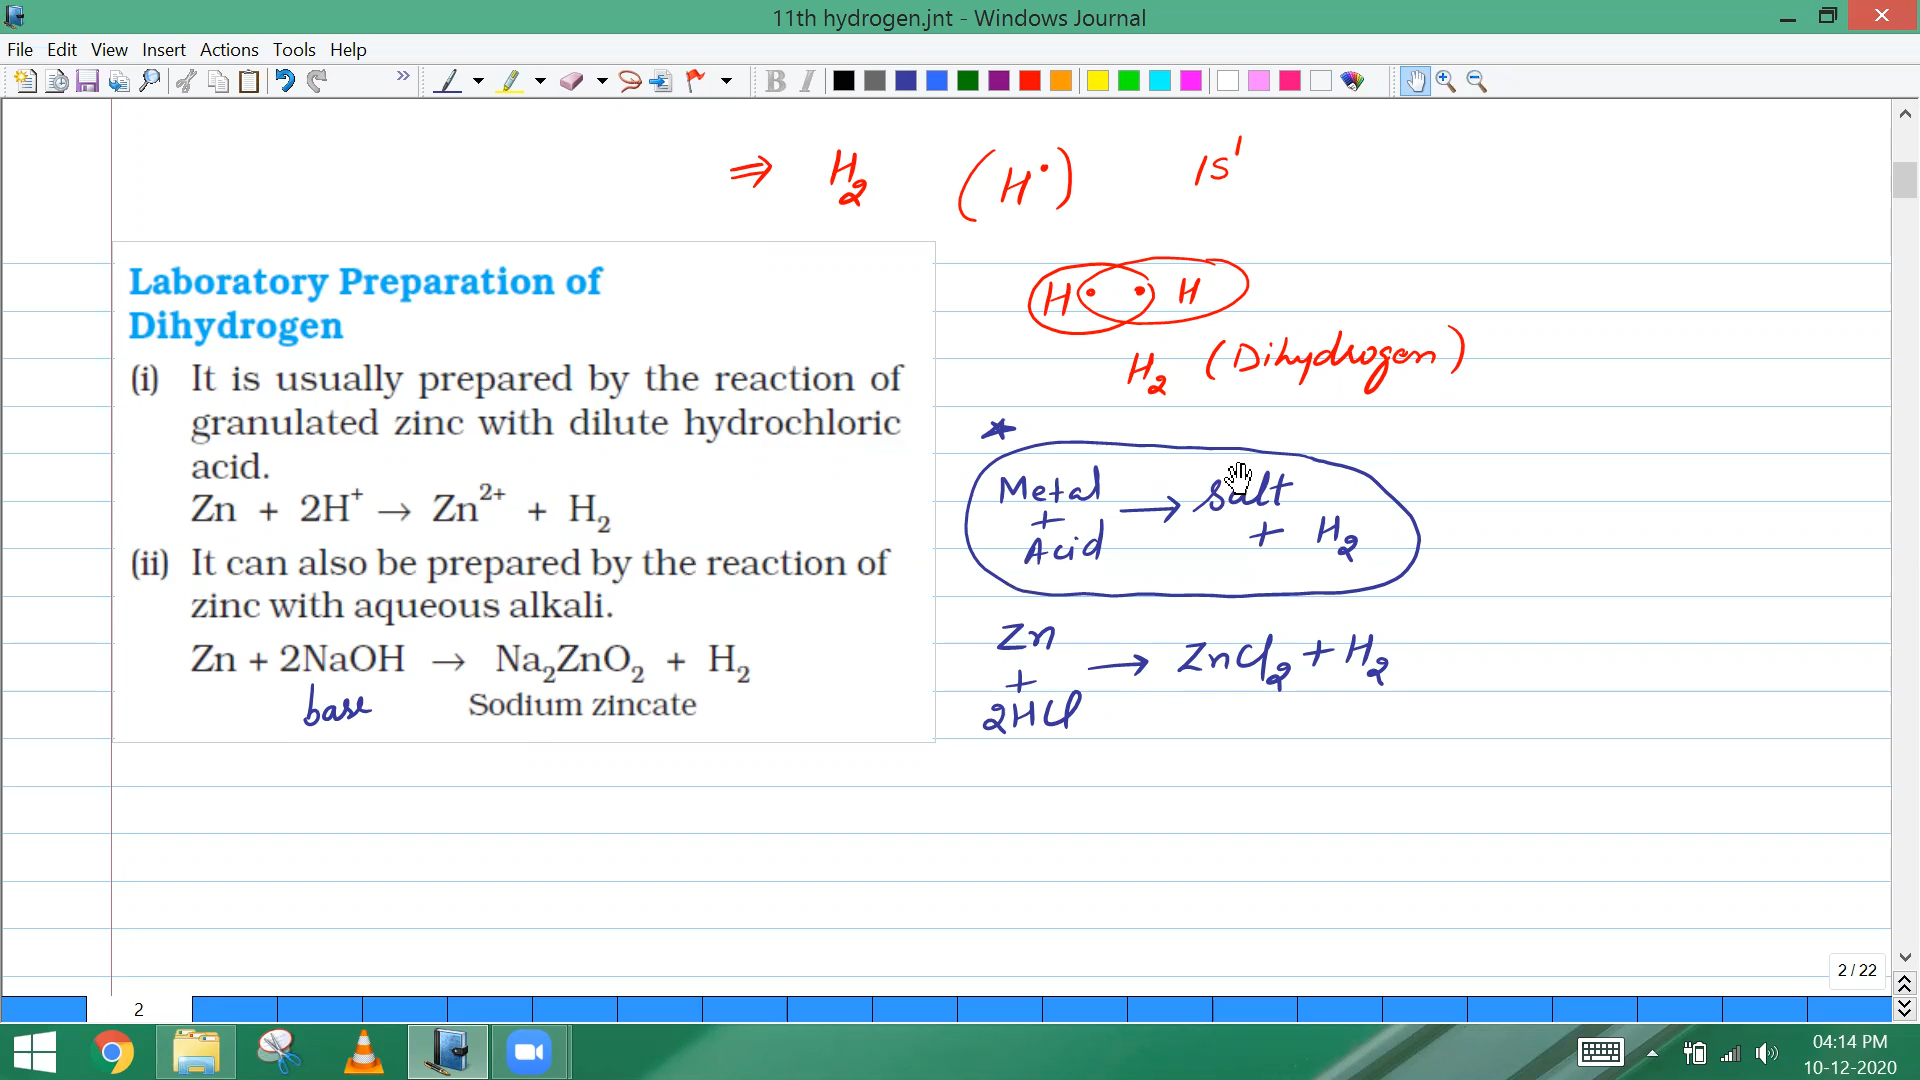 11th hydrogen.jnt - Windows Journal
File Edit View Insert Actions Tools Help
⇒ H₂ (H•) 1S¹
Laboratory Preparation of
Dihydrogen
(i) It is usually prepared by the reaction of
granulated zinc with dilute hydrochloric
acid.
Zn + 2H⁺ → Zn²⁺ + H₂
(ii) It can also be prepared by the reaction of
zinc with aqueous alkali.
Zn + 2NaOH → Na₂ZnO₂ + H₂
base Sodium zincate
H • • H
H₂ (Dihydrogen)
★
Metal + Acid → Salt + H₂
Zn + 2HCl → ZnCl₂ + H₂
2 / 22
2
04:14 PM
10-12-2020